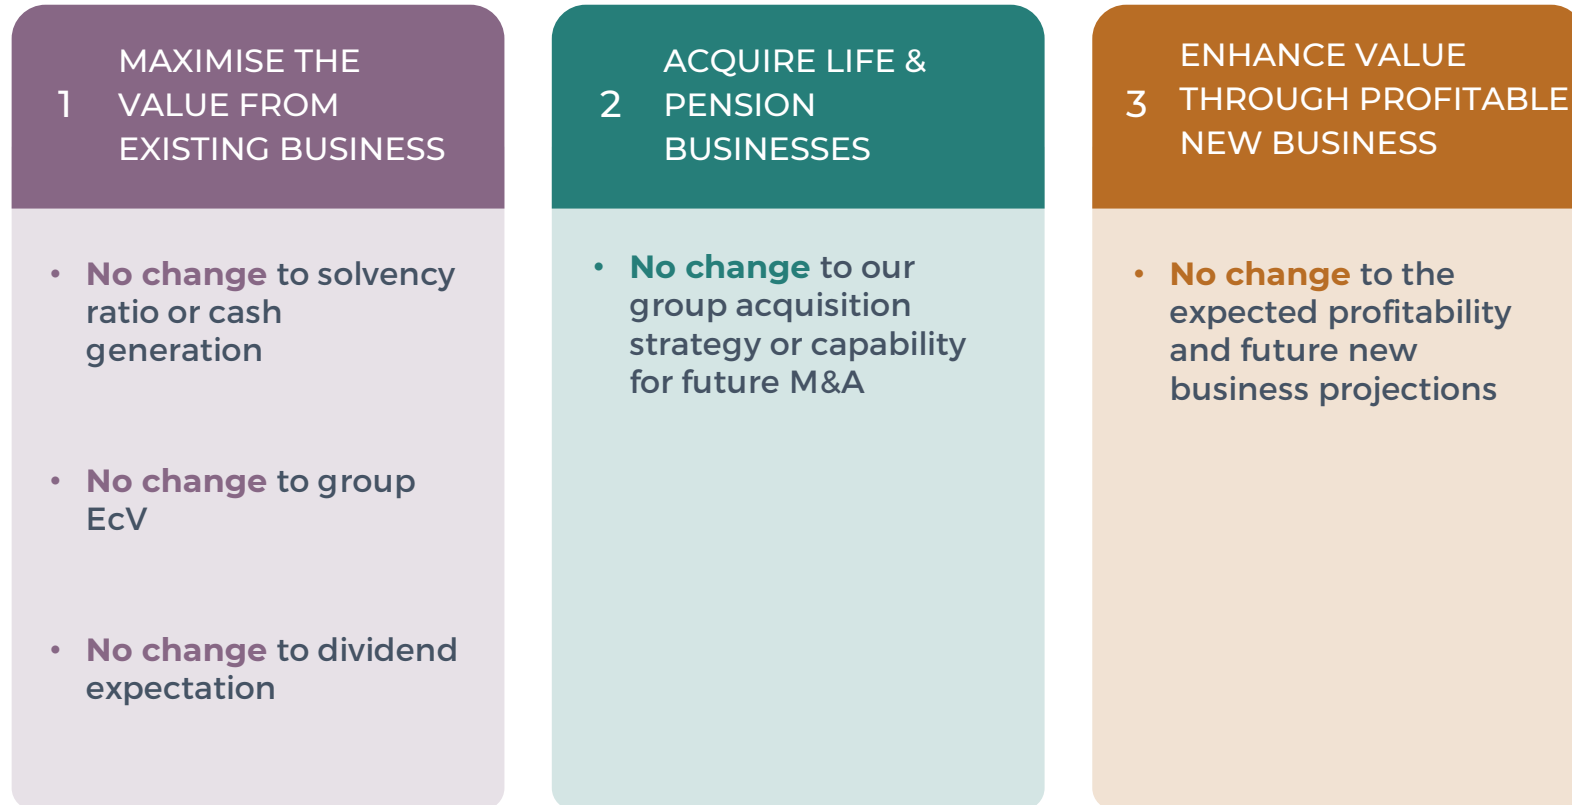 1
MAXIMISE THE
VALUE FROM
EXISTING BUSINESS
• No change to solvency
ratio or cash
generation
• No change to group
EcV
• No change to dividend
expectation
2
ACQUIRE LIFE &
PENSION
BUSINESSES
• No change to our
group acquisition
strategy or capability
for future M&A
3
ENHANCE VALUE
THROUGH PROFITABLE
NEW BUSINESS
• No change to the
expected profitability
and future new
business projections